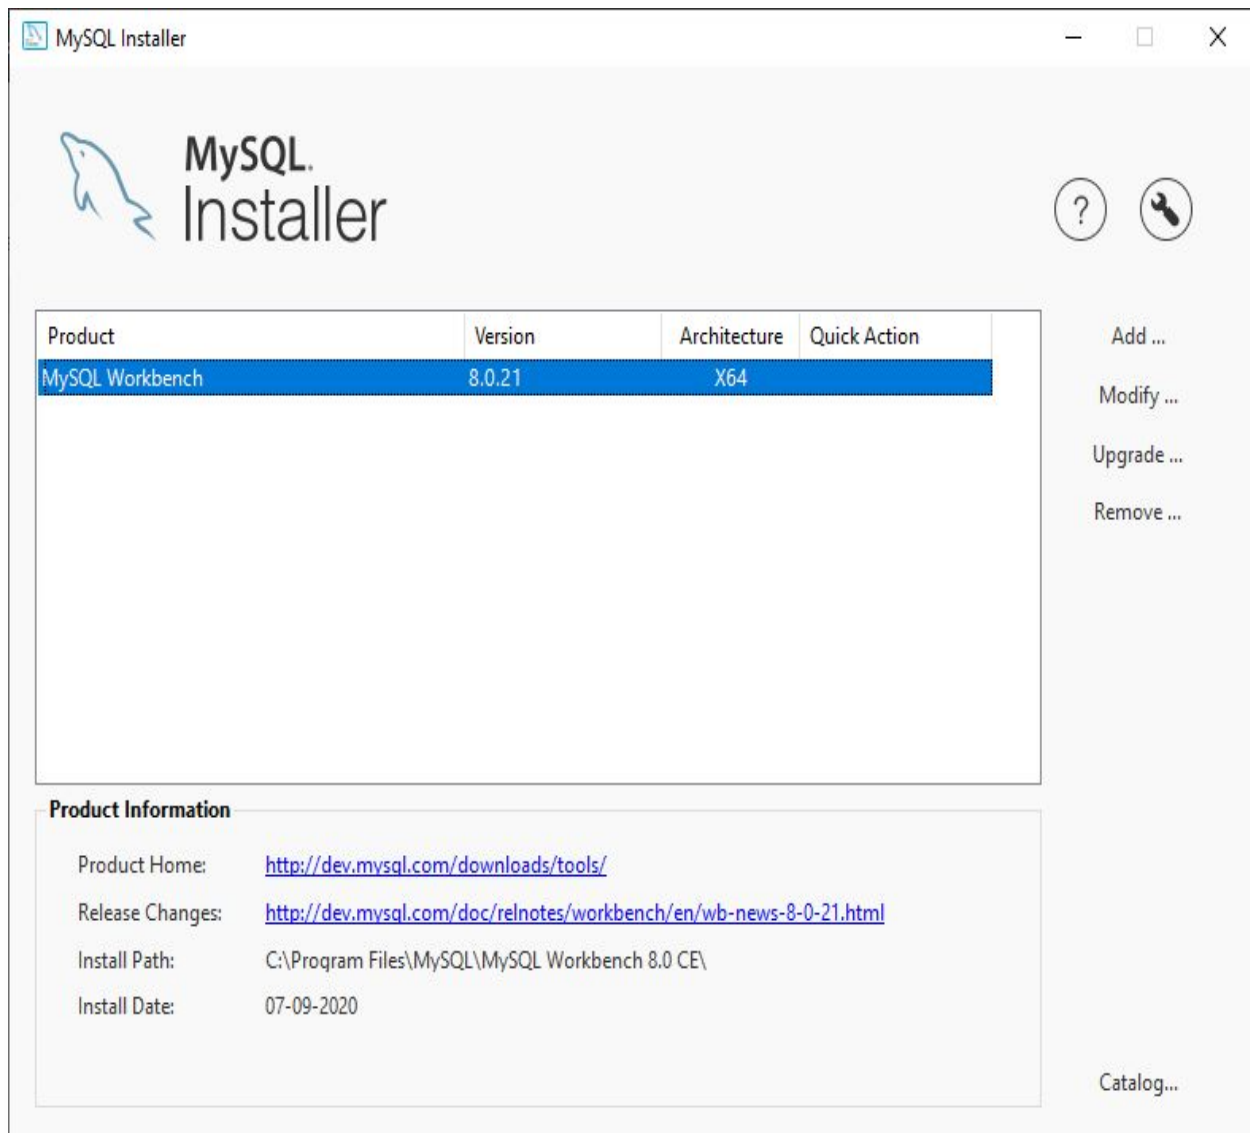 MySQL Installer
MySQL.
Installer
?
Product Version Architecture Quick Action
MySQL Workbench 8.0.21 X64
Add ...
Modify ...
Upgrade ...
Remove ...
Product Information
Product Home: http://dev.mysql.com/downloads/tools/
Release Changes: http://dev.mysql.com/doc/relnotes/workbench/en/wb-news-8-0-21.html
Install Path: C:\Program Files\MySQL\MySQL Workbench 8.0 CE\
Install Date: 07-09-2020
Catalog...